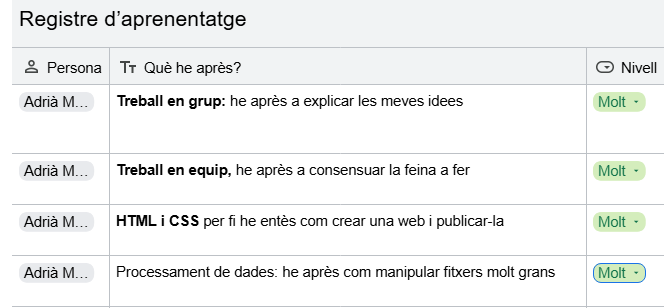 Registre d’aprenentatge
Persona Què he après? Nivell
Adrià M... Treball en grup: he après a explicar les meves idees Molt
Adrià M... Treball en equip, he après a consensuar la feina a fer Molt
Adrià M... HTML i CSS per fi he entès com crear una web i publicar-la Molt
Adrià M... Processament de dades: he après com manipular fitxers molt grans Molt